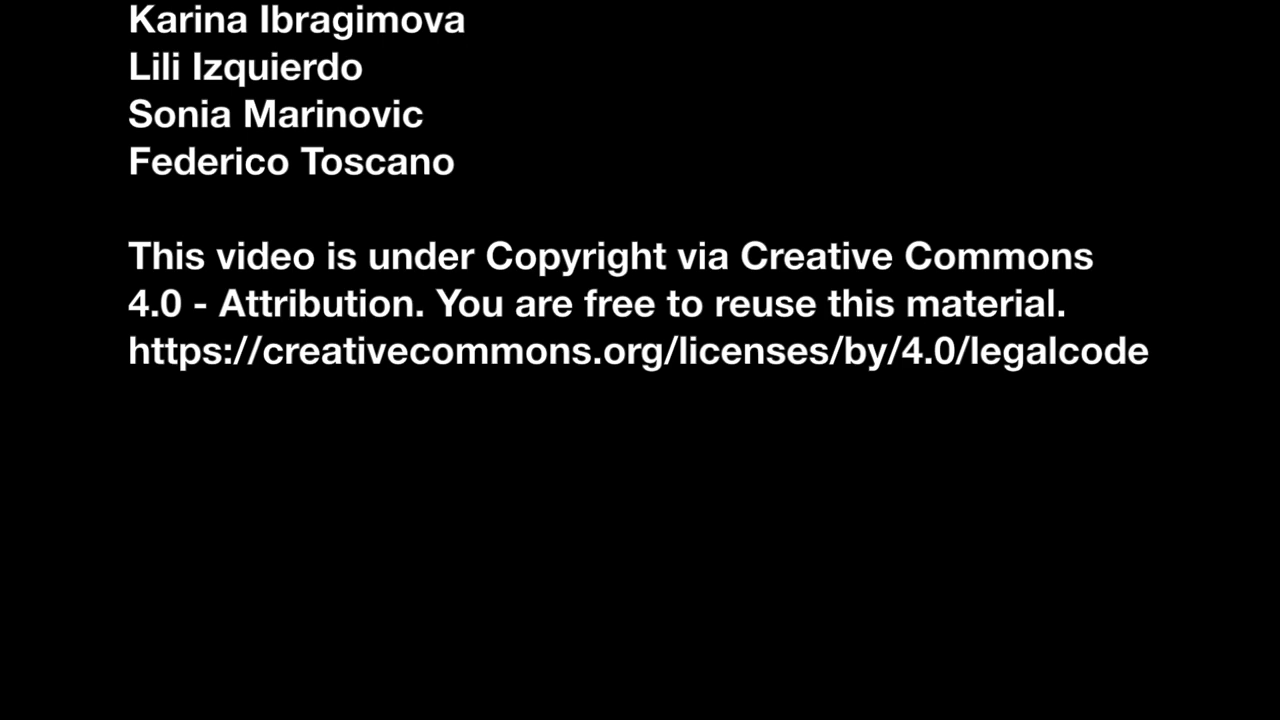 Karina Ibragimova
Lili Izquierdo
Sonia Marinovic
Federico Toscano
This video is under Copyright via Creative Commons
4.0 - Attribution. You are free to reuse this material.
https://creativecommons.org/licenses/by/4.0/legalcode